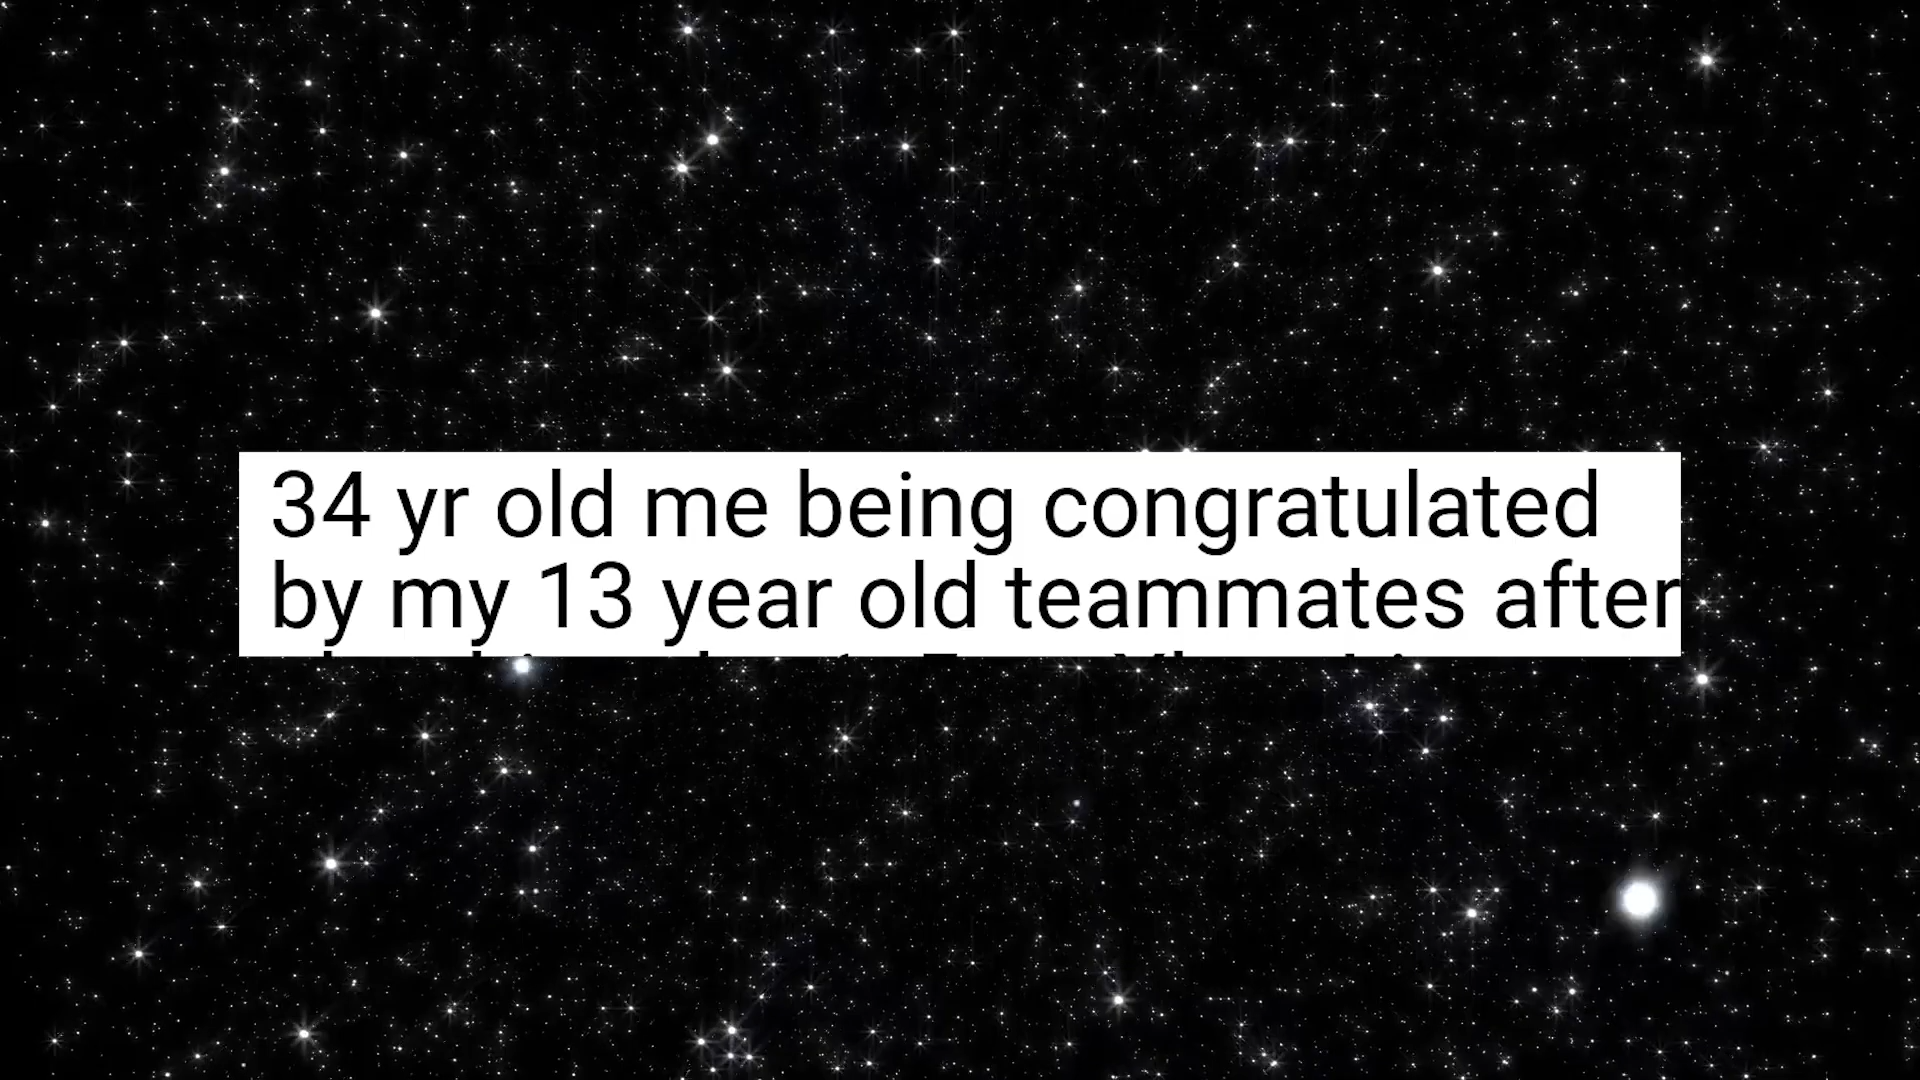 34 yr old me being congratulated
by my 13 year old teammates after